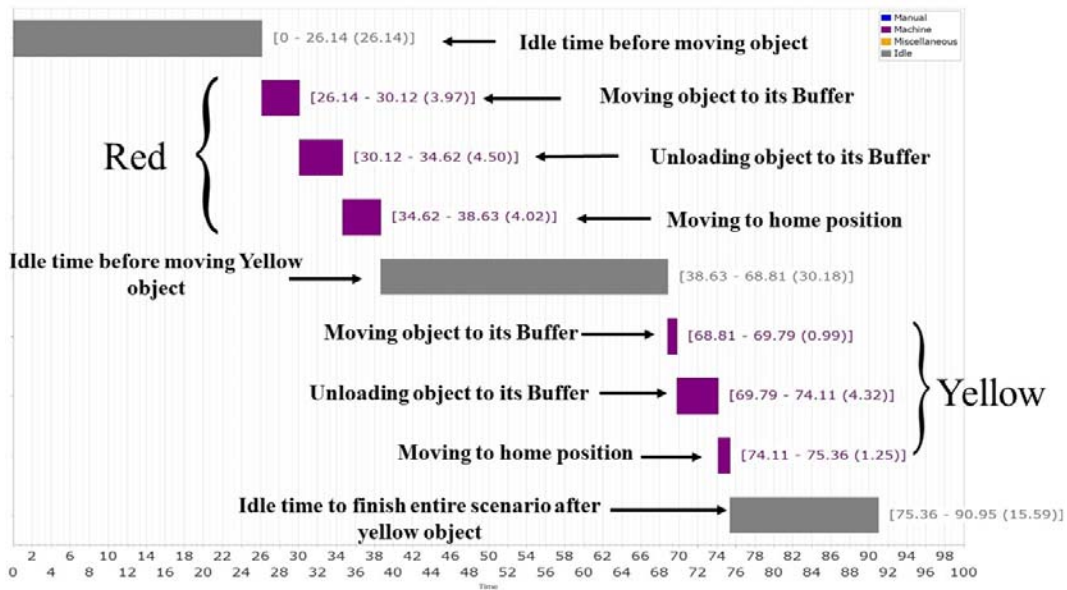 Manual
Machine
Miscellaneous
Idle
[0 - 26.14 (26.14)]
Idle time before moving object
[26.14 - 30.12 (3.97)]
Moving object to its Buffer
Red
[30.12 - 34.62 (4.50)]
Unloading object to its Buffer
[34.62 - 38.63 (4.02)]
Moving to home position
Idle time before moving Yellow
object
[38.63 - 68.81 (30.18)]
Moving object to its Buffer
[68.81 - 69.79 (0.99)]
Unloading object to its Buffer
[69.79 - 74.11 (4.32)]
Yellow
Moving to home position
[74.11 - 75.36 (1.25)]
Idle time to finish entire scenario after
yellow object
[75.36 - 90.95 (15.59)]
2 6 10 14 18 22 26 30 34 38 42 46 50 54 58 62 66 70 74 78 82 86 90 94 98
0 4 8 12 16 20 24 28 32 36 40 44 48 52 56 60 64 68 72 76 80 84 88 92 96 100
Time